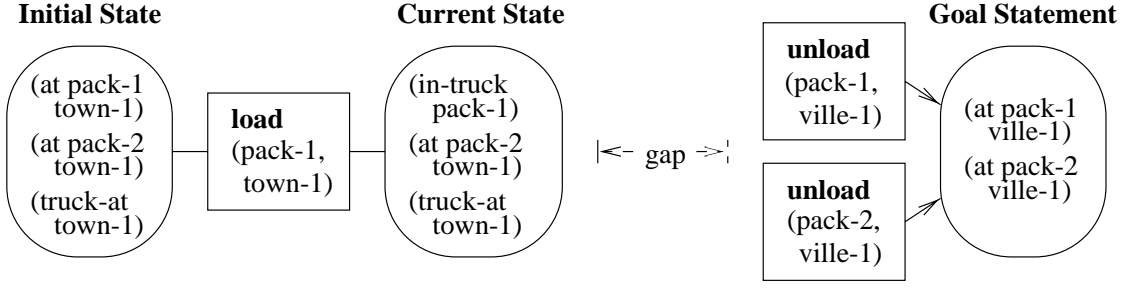 Initial State
Current State
Goal Statement
(at pack-1
town-1)
(at pack-2
town-1)
(truck-at
town-1)
load
(pack-1,
town-1)
(in-truck
pack-1)
(at pack-2
town-1)
(truck-at
town-1)
gap
unload
(pack-1,
ville-1)
unload
(pack-2,
ville-1)
(at pack-1
ville-1)
(at pack-2
ville-1)